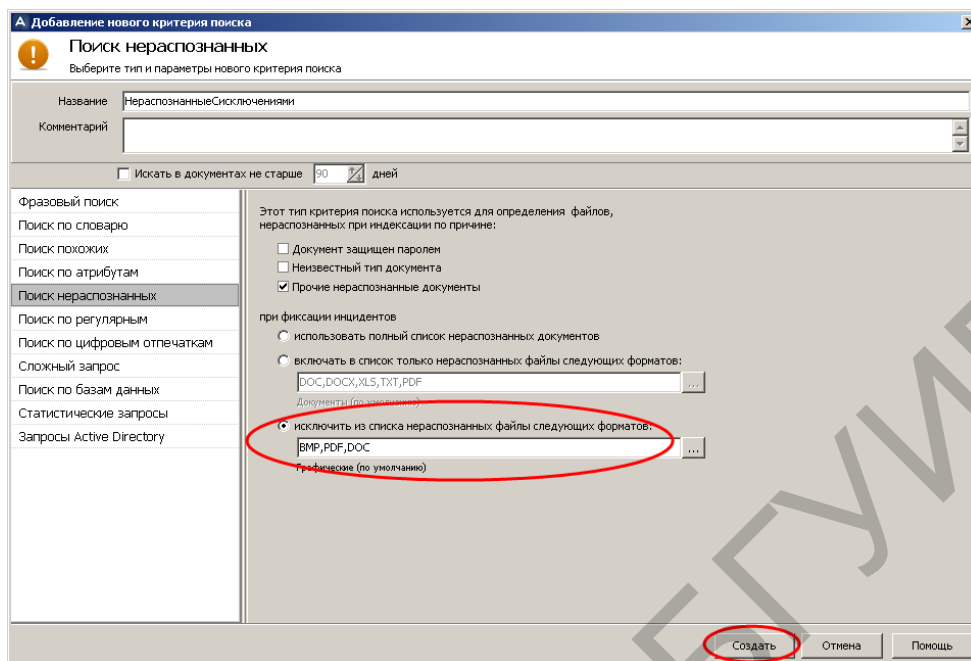 Добавление нового критерия поиска
Поиск нераспознанных
Выберите тип и параметры нового критерия поиска
Название НераспознанныеСисключениями
Комментарий
Искать в документах не старше 90 дней
Фразовый поиск
Поиск по словарю
Поиск похожих
Поиск по атрибутам
Поиск нераспознанных
Поиск по регулярным
Поиск по цифровым отпечаткам
Сложный запрос
Поиск по базам данных
Статистические запросы
Запросы Active Directory
Этот тип критерия поиска используется для определения файлов,
нераспознанных при индексации по причине:
Документ защищен паролем
Неизвестный тип документа
Прочие нераспознанные документы
при фиксации инцидентов
использовать полный список нераспознанных документов
включать в список только нераспознанных файлы следующих форматов:
DOC,DOCX,XLS,TXT,PDF
...
Документы (по умолчанию)
исключить из списка нераспознанных файлы следующих форматов:
BMP,PDF,DOC
...
Графические (по умолчанию)
Создать Отмена Помощь
БГУИР